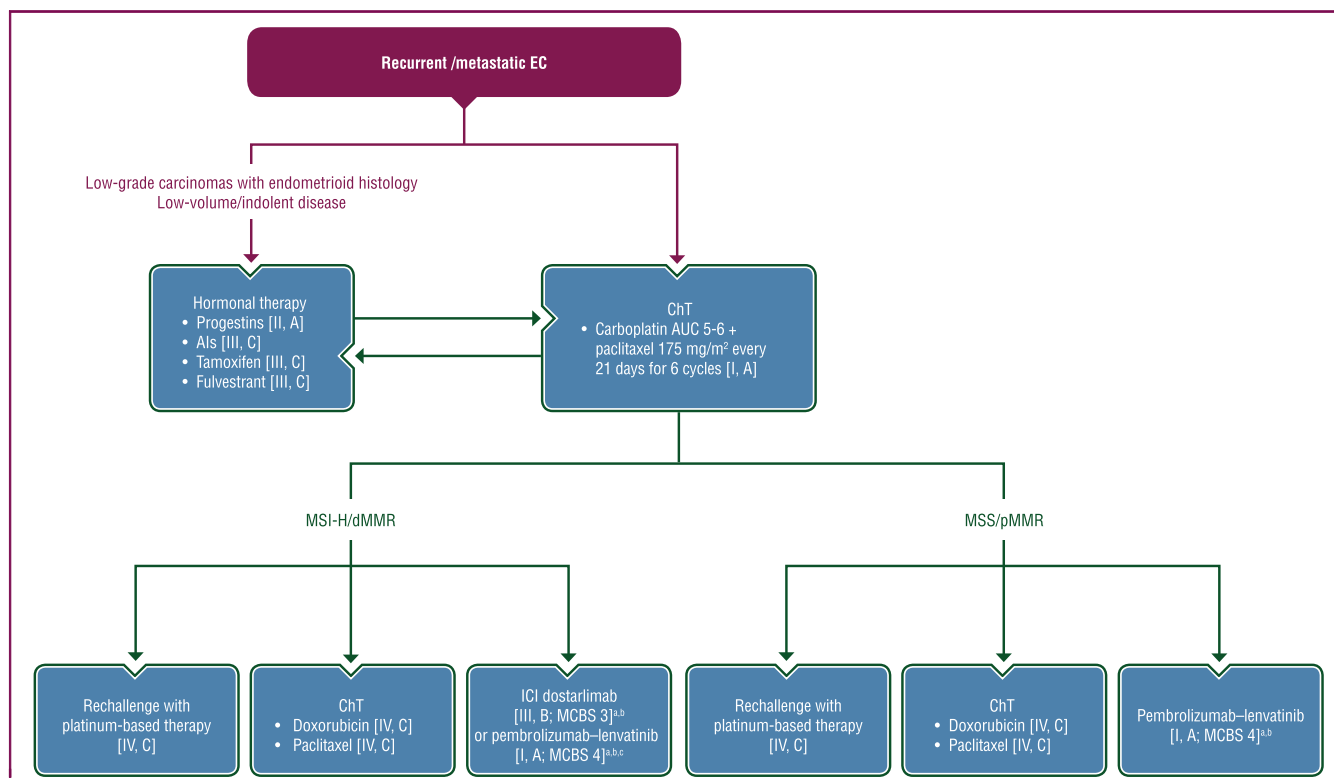 Recurrent /metastatic EC
Low-grade carcinomas with endometrioid histology
Low-volume/indolent disease
Hormonal therapy
• Progestins [II, A]
• AIs [III, C]
• Tamoxifen [III, C]
• Fulvestrant [III, C]
ChT
• Carboplatin AUC 5-6 +
paclitaxel 175 mg/m² every
21 days for 6 cycles [I, A]
MSI-H/dMMR
MSS/pMMR
Rechallenge with
platinum-based therapy
[IV, C]
ChT
• Doxorubicin [IV, C]
• Paclitaxel [IV, C]
ICI dostarlimab
[III, B; MCBS 3]a,b
or pembrolizumab–lenvatinib
[I, A; MCBS 4]a,b,c
Rechallenge with
platinum-based therapy
[IV, C]
ChT
• Doxorubicin [IV, C]
• Paclitaxel [IV, C]
Pembrolizumab–lenvatinib
[I, A; MCBS 4]a,b